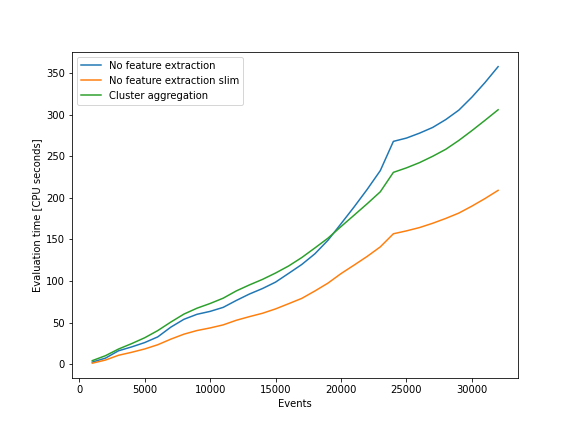 No feature extraction
No feature extraction slim
Cluster aggregation
Evaluation time [CPU seconds]
350
300
250
200
150
100
50
0
0 5000 10000 15000 20000 25000 30000
Events